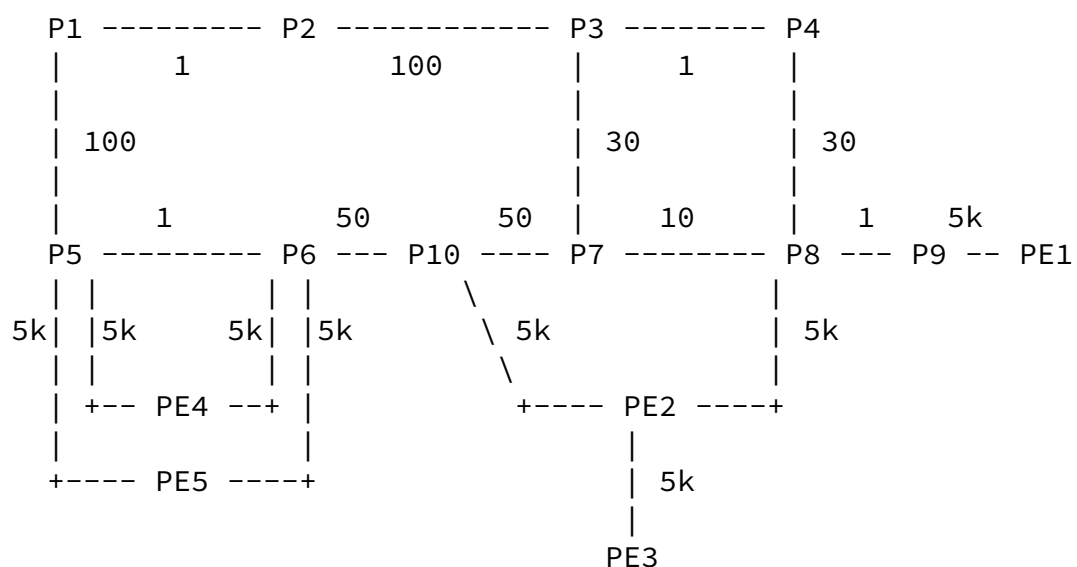 P1 --------- P2 ------------ P3 -------- P4
|       1            100         |     1     |
|                                |           |
| 100                            | 30        | 30
|                                |           |
|      1         50       50  |    10     |   1    5k
P5 --------- P6 --- P10 ---- P7 -------- P8 --- P9 -- PE1
| |         | |        \                  |
5k| |5k     5k| |5k      \  5k              | 5k
| |         | |          \                |
| +-- PE4 --+ |           +---- PE2 ----+
|             |                  |
+---- PE5 ----+                  | 5k
|
PE3